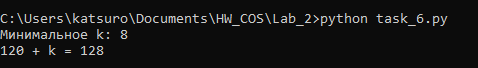 C:\Users\katsuro\Documents\HW_COS\Lab_2>python task_6.py
Минимальное k: 8
120 + k = 128